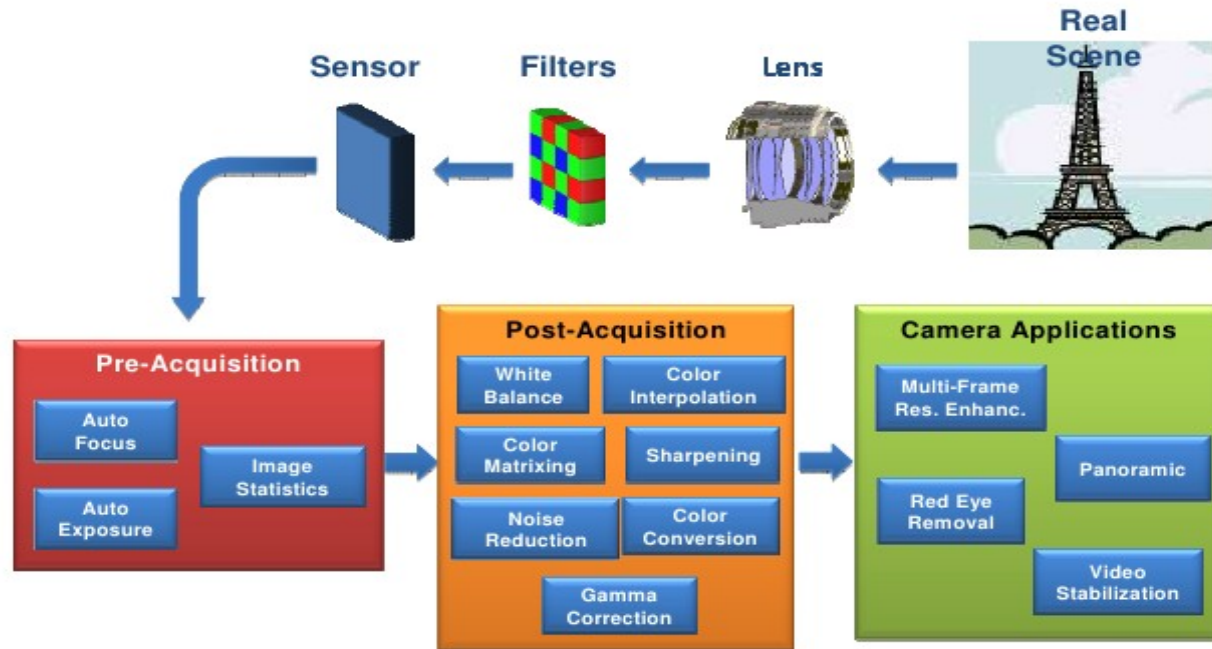 Real
Scene
Lens
Filters
Sensor
Pre-Acquisition
Auto
Focus
Image
Statistics
Auto
Exposure
Post-Acquisition
White
Balance
Color
Interpolation
Color
Matrixing
Sharpening
Noise
Reduction
Color
Conversion
Gamma
Correction
Camera Applications
Multi-Frame
Res. Enhanc.
Panoramic
Red Eye
Removal
Video
Stabilization